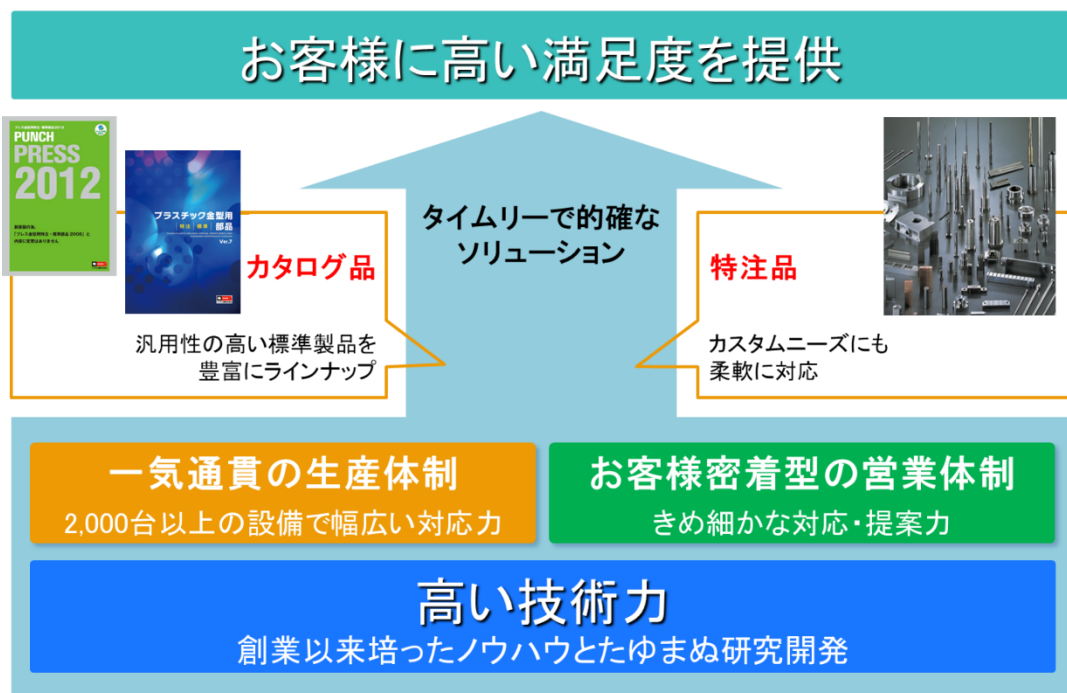 お客様に高い満足度を提供
PUNCH
PRESS
2012
プラスチック金型用
特注 標準 部品
Ver.7
カタログ品
汎用性の高い標準製品を
豊富にラインナップ
タイムリーで的確な
ソリューション
特注品
カスタムニーズにも
柔軟に対応
一気通貫の生産体制
2,000台以上の設備で幅広い対応力
お客様密着型の営業体制
きめ細かな対応・提案力
高い技術力
創業以来培ったノウハウとたゆまぬ研究開発